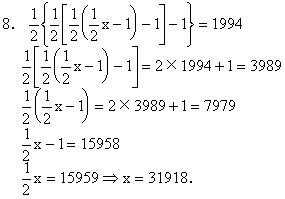 8. 1/2{1/2[1/2(1/2x-1)-1]-1}=1994
1/2[1/2(1/2x-1)-1]=2×1994+1=3989
1/2(1/2x-1)=2×3989+1=7979
1/2x-1=15958
1/2x=15959⇒x=31918.